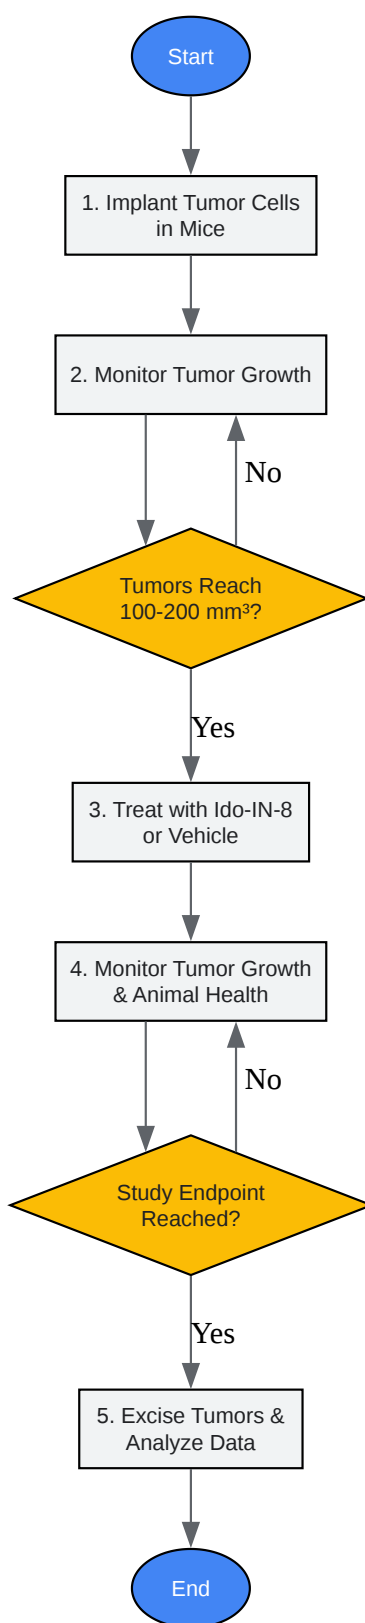 Start
1. Implant Tumor Cells
in Mice
2. Monitor Tumor Growth
No
Tumors Reach
100-200 mm³?
Yes
3. Treat with Ido-IN-8
or Vehicle
4. Monitor Tumor Growth
& Animal Health
No
Study Endpoint
Reached?
Yes
5. Excise Tumors &
Analyze Data
End